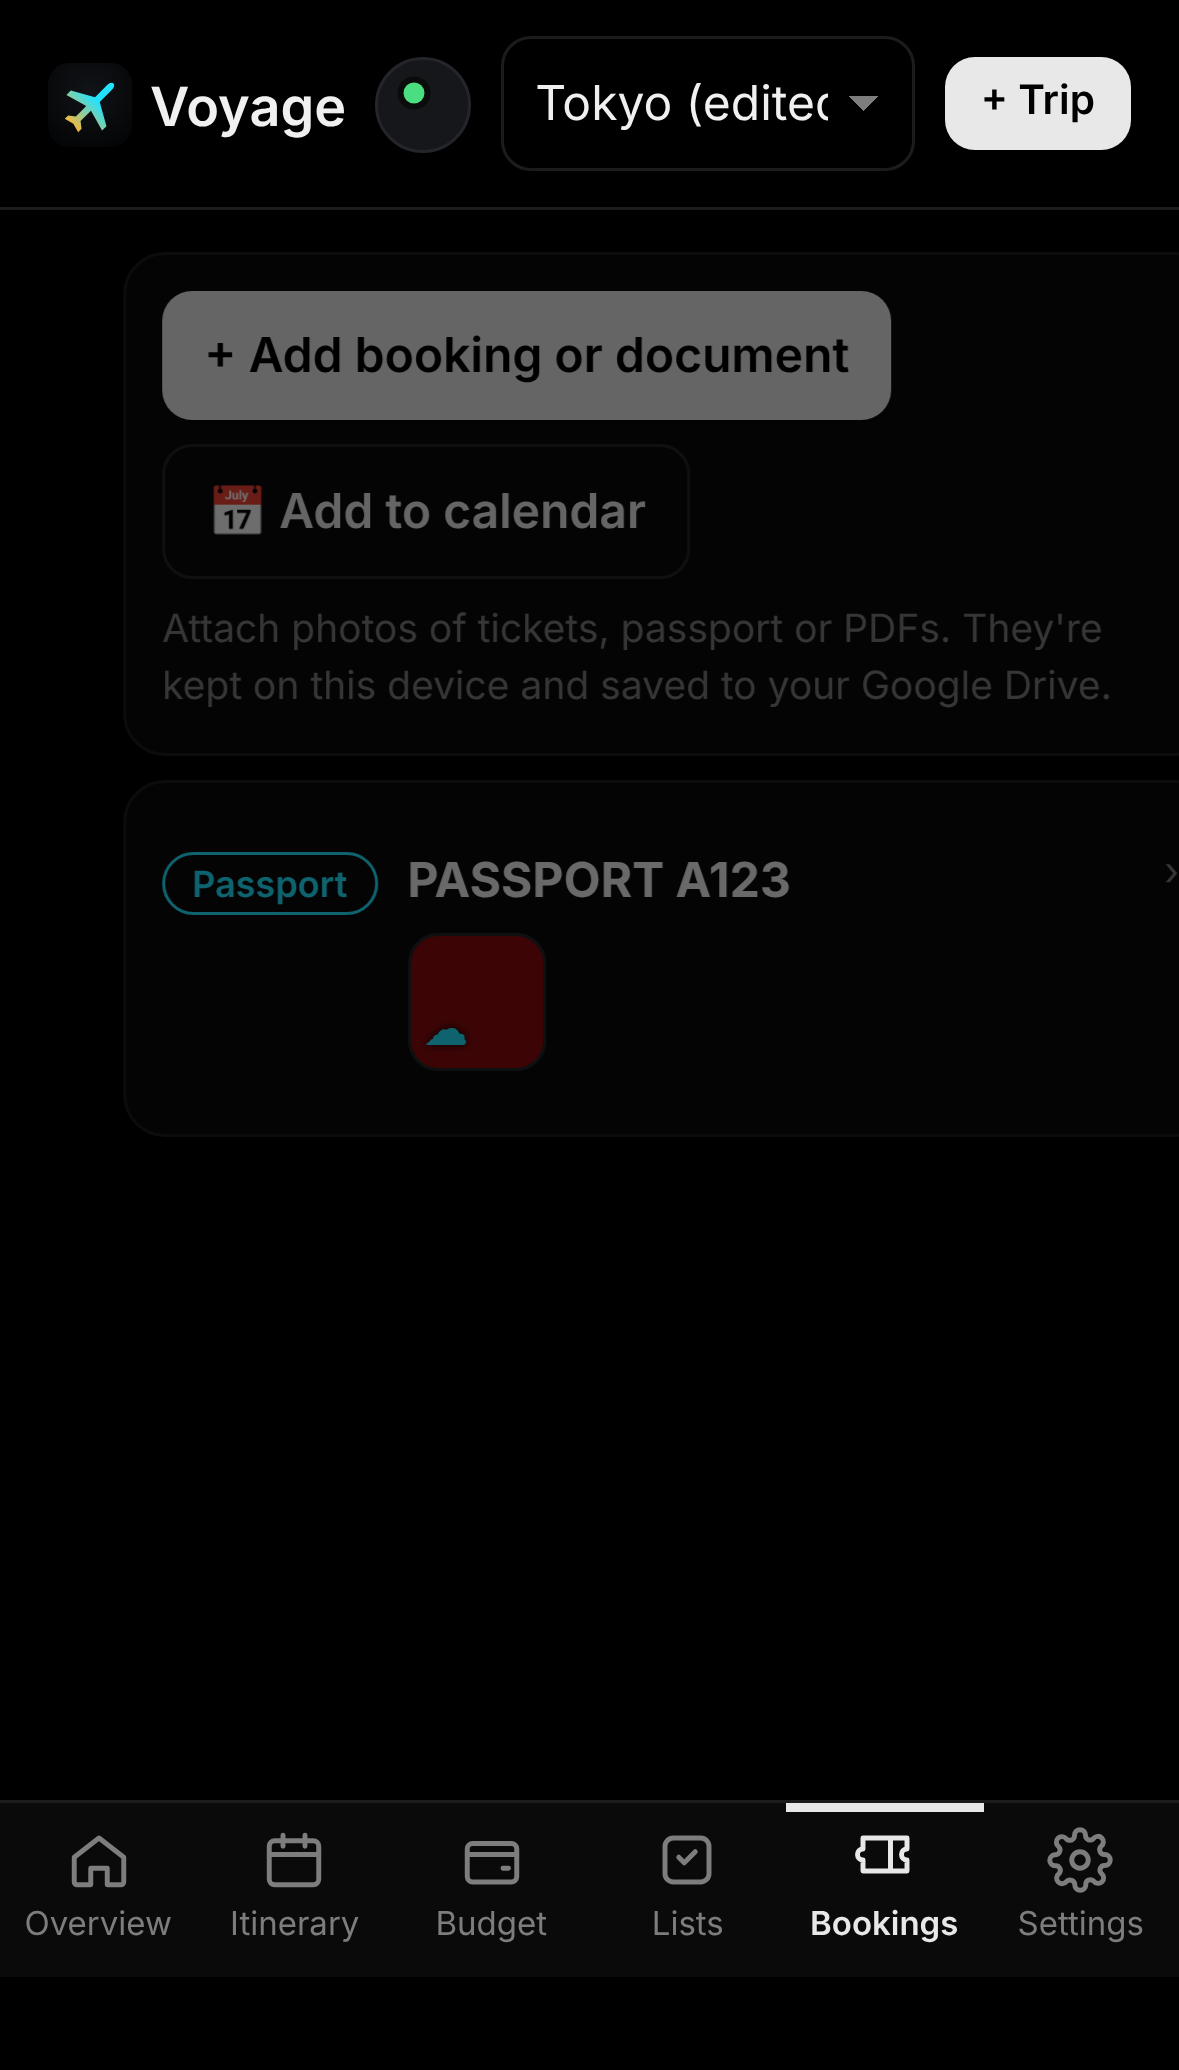 Voyage
Tokyo (edited
+ Trip
+ Add booking or document
July
17
Add to calendar
Attach photos of tickets, passport or PDFs. They're
kept on this device and saved to your Google Drive.
Passport
PASSPORT A123
›
Overview
Itinerary
Budget
Lists
Bookings
Settings